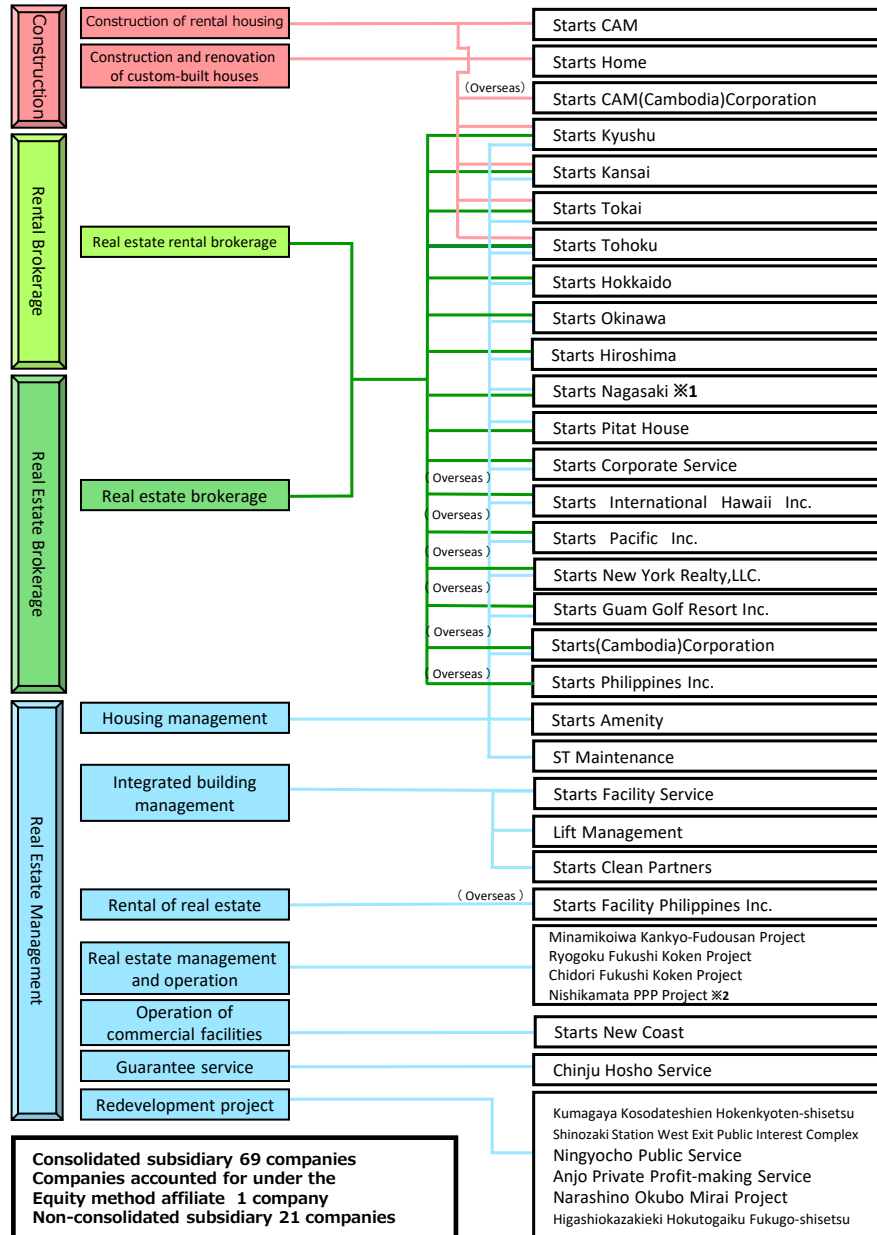 Construction
Construction of rental housing
Construction and renovation
of custom-built houses
Rental Brokerage
Real estate rental brokerage
Real Estate Brokerage
Real estate brokerage
Real Estate Management
Housing management
Integrated building
management
Rental of real estate
Real estate management
and operation
Operation of
commercial facilities
Guarantee service
Redevelopment project
Starts CAM
Starts Home
(Overseas)
Starts CAM(Cambodia)Corporation
Starts Kyushu
Starts Kansai
Starts Tokai
Starts Tohoku
Starts Hokkaido
Starts Okinawa
Starts Hiroshima
Starts Nagasaki ※1
Starts Pitat House
Starts Corporate Service
( Overseas )
Starts International Hawaii Inc.
( Overseas )
Starts Pacific Inc.
( Overseas )
Starts New York Realty,LLC.
( Overseas )
Starts Guam Golf Resort Inc.
( Overseas )
Starts(Cambodia)Corporation
( Overseas )
Starts Philippines Inc.
Starts Amenity
ST Maintenance
Starts Facility Service
Lift Management
Starts Clean Partners
( Overseas )
Starts Facility Philippines Inc.
Minamikoiwa Kankyo-Fudousan Project
Ryogoku Fukushi Koken Project
Chidori Fukushi Koken Project
Nishikamata PPP Project ※2
Starts New Coast
Chinju Hosho Service
Kumagaya Kosodateshien Hokenkyoten-shisetsu
Shinozaki Station West Exit Public Interest Complex
Ningyocho Public Service
Anjo Private Profit-making Service
Narashino Okubo Mirai Project
Higashiokazakieki Hokutogaiku Fukugo-shisetsu
Consolidated subsidiary 69 companies
Companies accounted for under the
Equity method affiliate 1 company
Non-consolidated subsidiary 21 companies